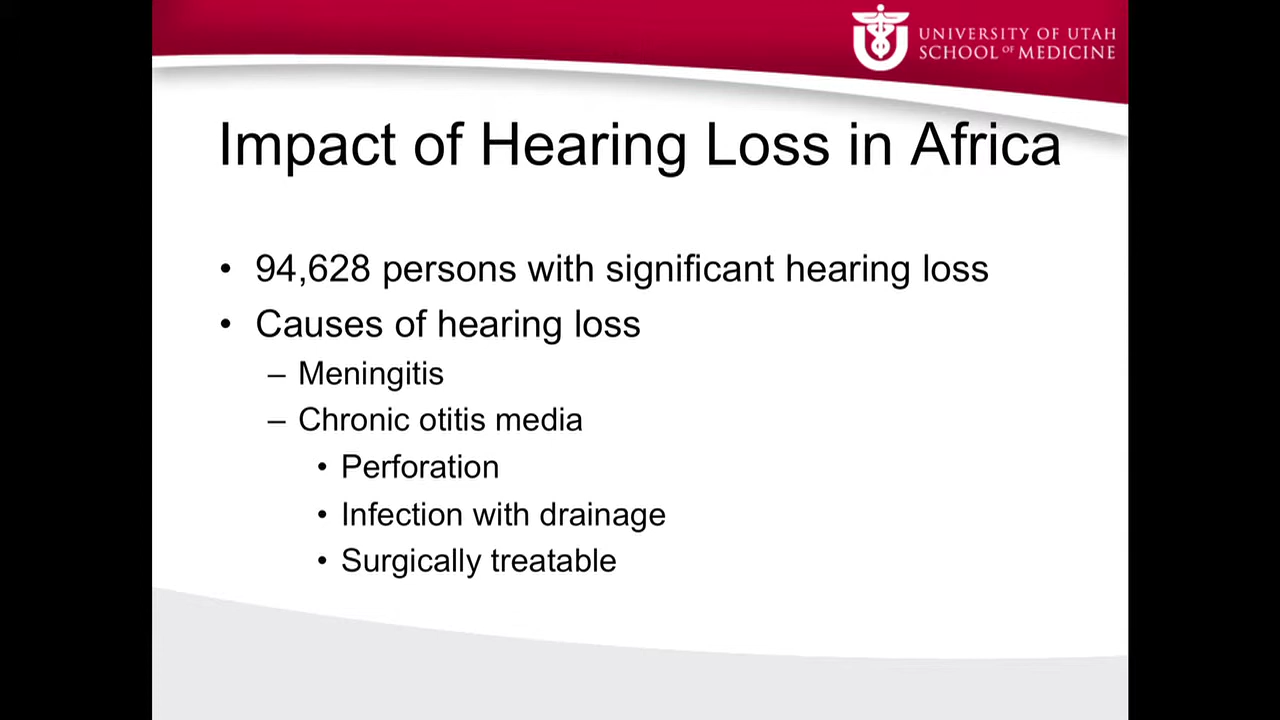 UNIVERSITY OF UTAH
SCHOOL OF MEDICINE
Impact of Hearing Loss in Africa
• 94,628 persons with significant hearing loss
• Causes of hearing loss
– Meningitis
– Chronic otitis media
• Perforation
• Infection with drainage
• Surgically treatable